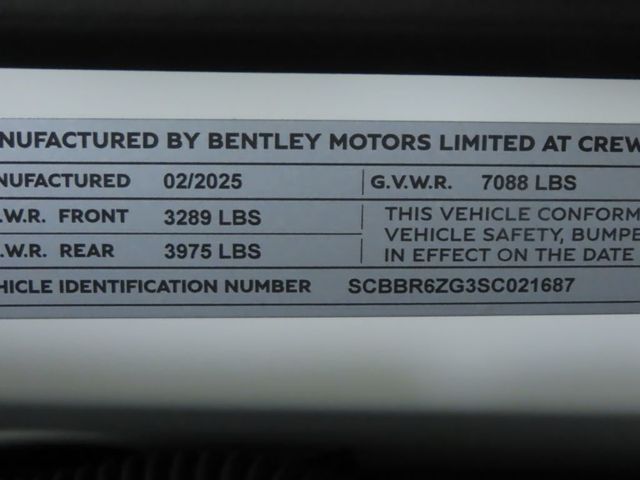 NUFACTURED BY BENTLEY MOTORS LIMITED AT CREW
NUFACTURED 02/2025 G.V.W.R. 7088 LBS
.W.R. FRONT 3289 LBS THIS VEHICLE CONFORM
.W.R. REAR 3975 LBS VEHICLE SAFETY, BUMPE
IN EFFECT ON THE DATE
HICLE IDENTIFICATION NUMBER SCBBR6ZG3SC021687